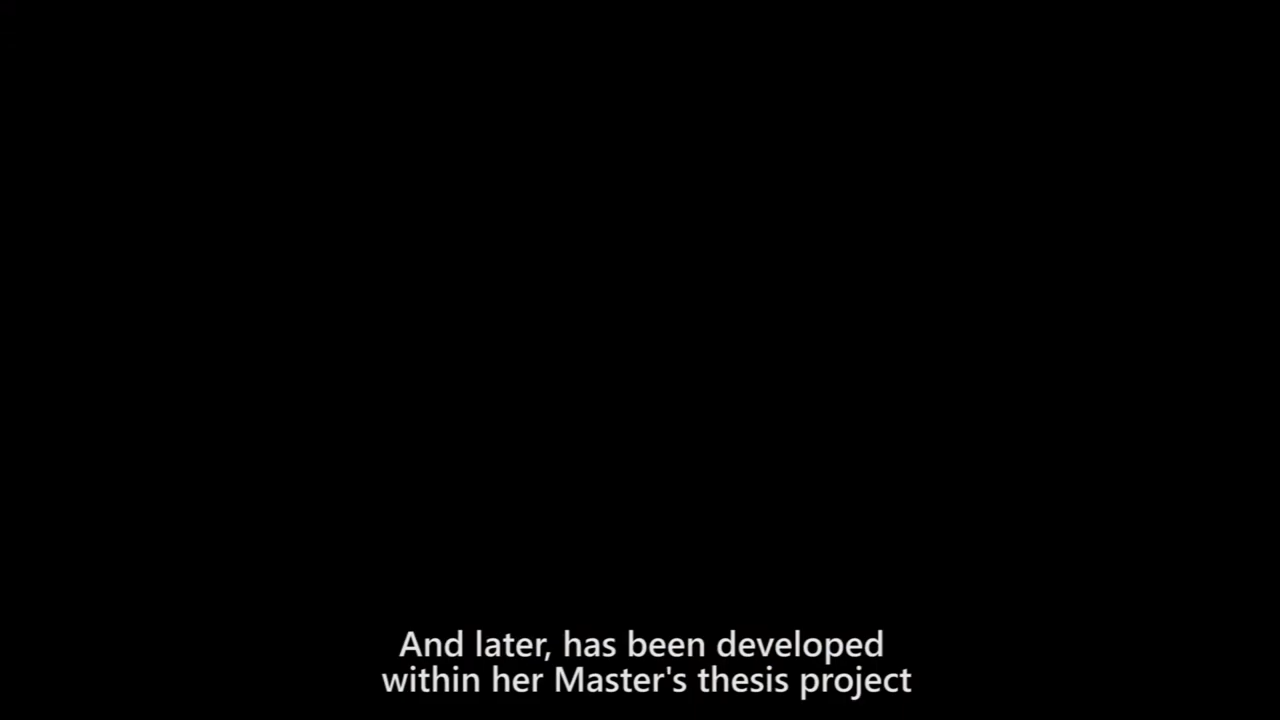 And later, has been developed
within her Master's thesis project